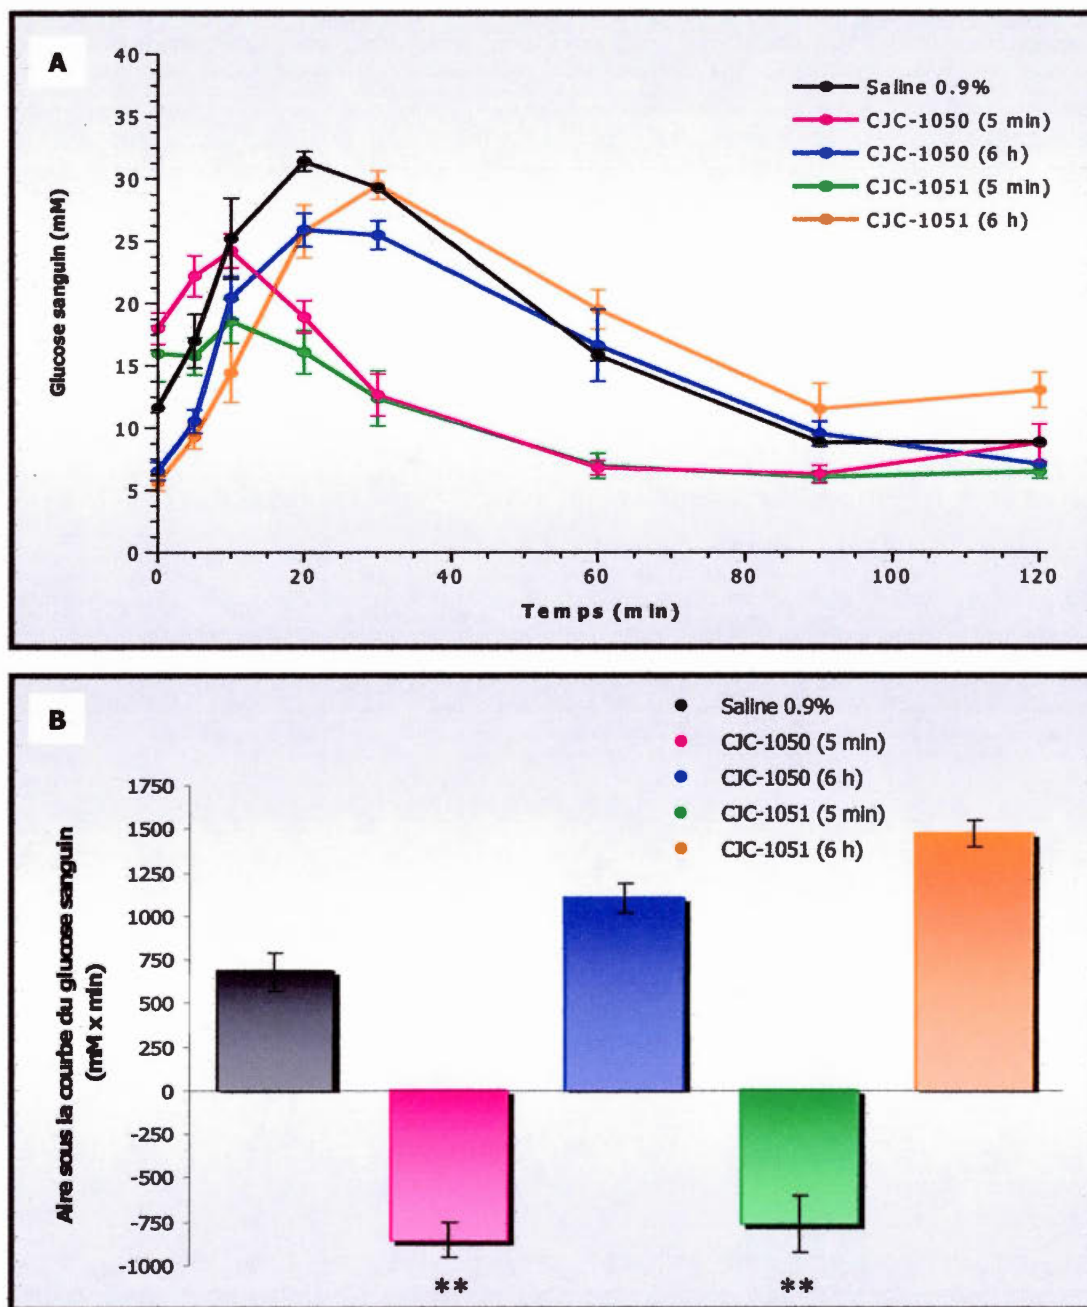 A
Glucose sanguin (mM)
40
35
30
25
20
15
10
5
0
0 20 40 60 80 100 120
Temps (min)
Saline 0.9%
CJC-1050 (5 min)
CJC-1050 (6 h)
CJC-1051 (5 min)
CJC-1051 (6 h)
B
Saline 0.9%
CJC-1050 (5 min)
CJC-1050 (6 h)
CJC-1051 (5 min)
CJC-1051 (6 h)
Aire sous la courbe du glucose sanguin
(mM x min)
1750
1500
1250
1000
750
500
250
0
-250
-500
-750
-1000
** **